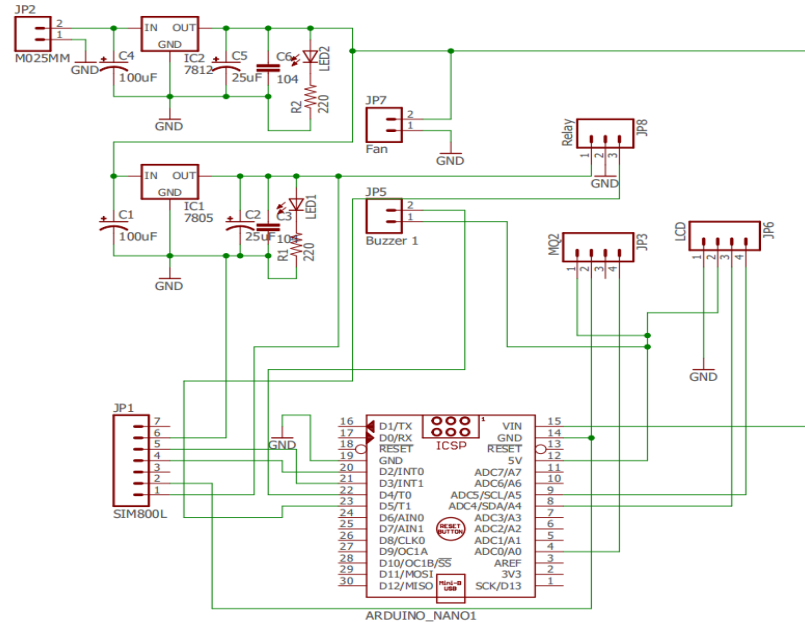 JP2
2
1
M025MM
GND
C4
100uF
IN
OUT
GND
IC2
7812
C5
25uF
C6
104
LED2
R2
220
GND
JP7
2
1
Fan
GND
Relay
1
2
3
JP8
GND
IN
OUT
GND
IC1
7805
C1
100uF
C2
25uF
C3
LED1
R1
220
GND
JP5
2
1
Buzzer 1
MQ2
1
2
3
4
JP3
LCD
1
2
3
4
JP6
GND
JP1
7
6
5
4
3
2
1
SIM800L
GND
ICSP
1
16 D1/TX VIN 15
17 D0/RX GND 14
18 RESET RESET 13
19 GND 5V 12
20 D2/INT0 ADC7/A7 11
21 D3/INT1 ADC6/A6 10
22 D4/T0 ADC5/SCL/A5 9
23 D5/T1 ADC4/SDA/A4 8
24 D6/AIN0 ADC3/A3 7
25 D7/AIN1 ADC2/A2 6
26 D8/CLK0 ADC1/A1 5
27 D9/OC1A ADC0/A0 4
28 D10/OC1B/SS AREF 3
29 D11/MOSI 3V3 2
30 D12/MISO SCK/D13 1
RESET
BUTTON
Mini-B
USB
ARDUINO_NANO1